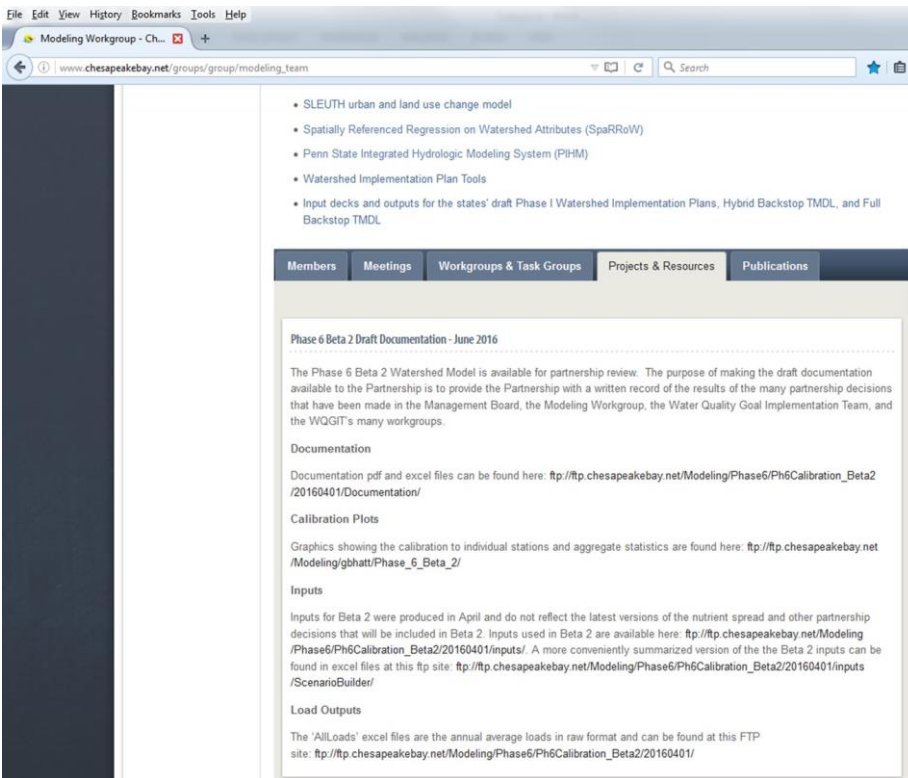 File Edit View History Bookmarks Tools Help
Modeling Workgroup - Ch...
www.chesapeakebay.net/groups/group/modeling_team
Search
• SLEUTH urban and land use change model
• Spatially Referenced Regression on Watershed Attributes (SpaRRoW)
• Penn State Integrated Hydrologic Modeling System (PIHM)
• Watershed Implementation Plan Tools
• Input decks and outputs for the states' draft Phase I Watershed Implementation Plans, Hybrid Backstop TMDL, and Full
Backstop TMDL
Members Meetings Workgroups & Task Groups Projects & Resources Publications
Phase 6 Beta 2 Draft Documentation - June 2016
The Phase 6 Beta 2 Watershed Model is available for partnership review. The purpose of making the draft documentation
available to the Partnership is to provide the Partnership with a written record of the results of the many partnership decisions
that have been made in the Management Board, the Modeling Workgroup, the Water Quality Goal Implementation Team, and
the WQGIT's many workgroups.
Documentation
Documentation pdf and excel files can be found here: ftp://ftp.chesapeakebay.net/Modeling/Phase6/Ph6Calibration_Beta2
/20160401/Documentation/
Calibration Plots
Graphics showing the calibration to individual stations and aggregate statistics are found here: ftp://ftp.chesapeakebay.net
/Modeling/gbhatt/Phase_6_Beta_2/
Inputs
Inputs for Beta 2 were produced in April and do not reflect the latest versions of the nutrient spread and other partnership
decisions that will be included in Beta 2. Inputs used in Beta 2 are available here: ftp://ftp.chesapeakebay.net/Modeling
/Phase6/Ph6Calibration_Beta2/20160401/inputs/. A more conveniently summarized version of the the Beta 2 inputs can be
found in excel files at this ftp site: ftp://ftp.chesapeakebay.net/Modeling/Phase6/Ph6Calibration_Beta2/20160401/inputs
/ScenarioBuilder/
Load Outputs
The 'AllLoads' excel files are the annual average loads in raw format and can be found at this FTP
site: ftp://ftp.chesapeakebay.net/Modeling/Phase6/Ph6Calibration_Beta2/20160401/